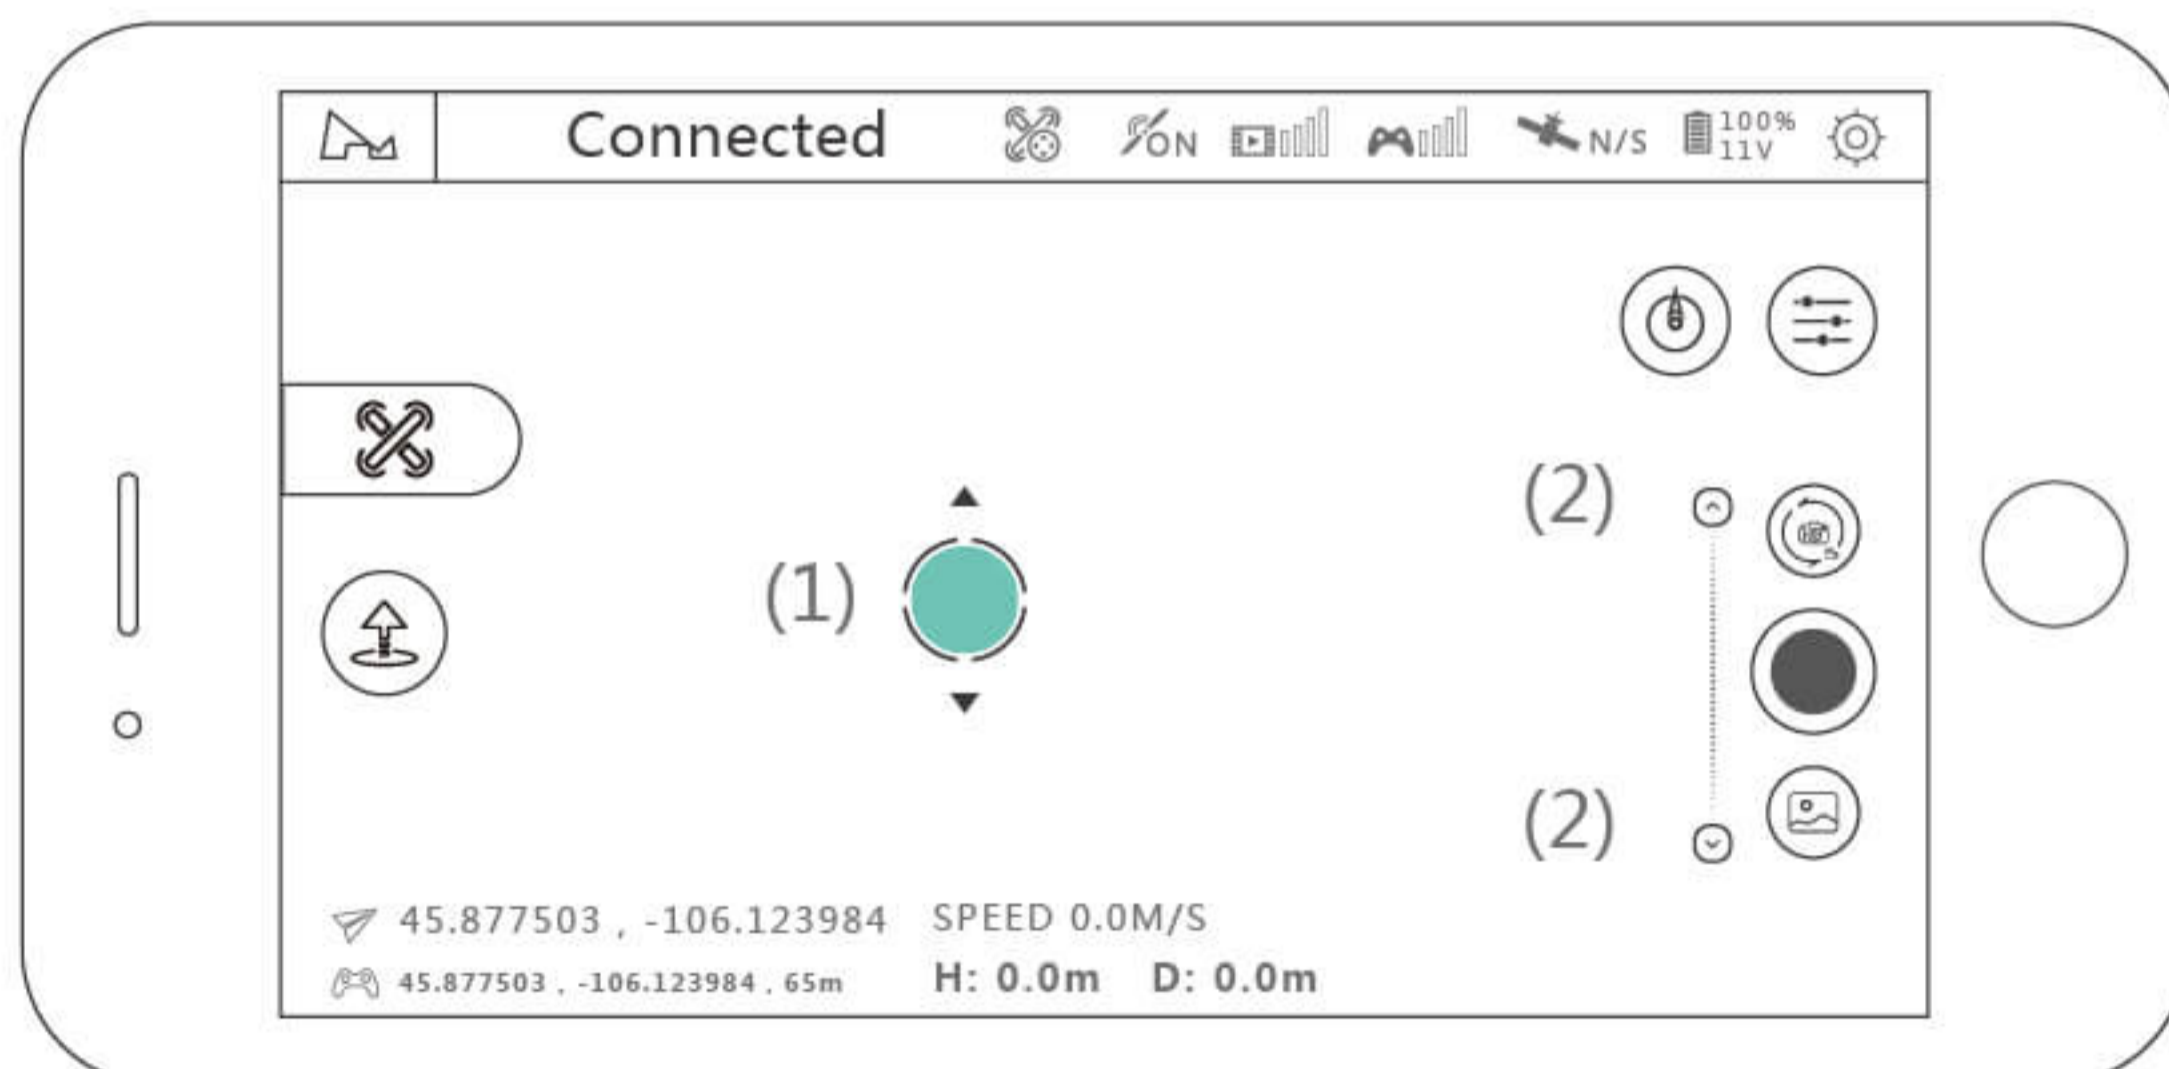 Connected
ON
N/S
100%
11V
(2)
(1)
(2)
45.877503 , -106.123984 SPEED 0.0M/S
45.877503 , -106.123984 , 65m H: 0.0m D: 0.0m